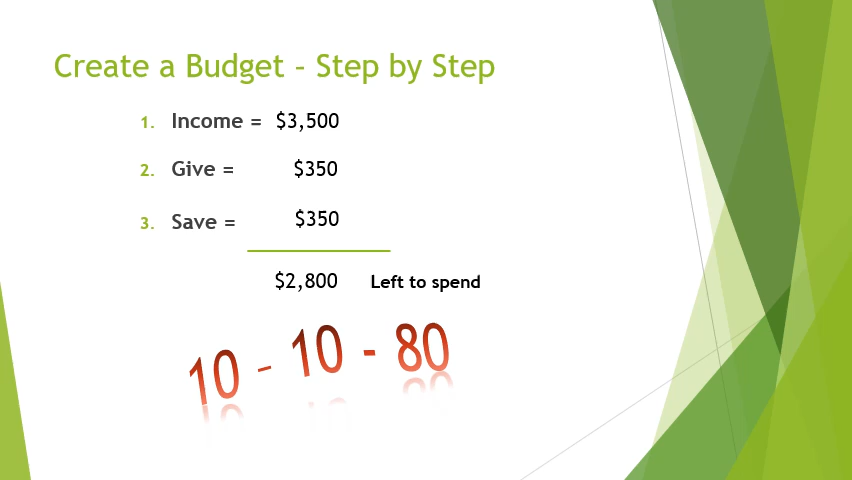 Create a Budget – Step by Step
1. Income = $3,500
2. Give = $350
3. Save = $350
$2,800 Left to spend
10 - 10 - 80